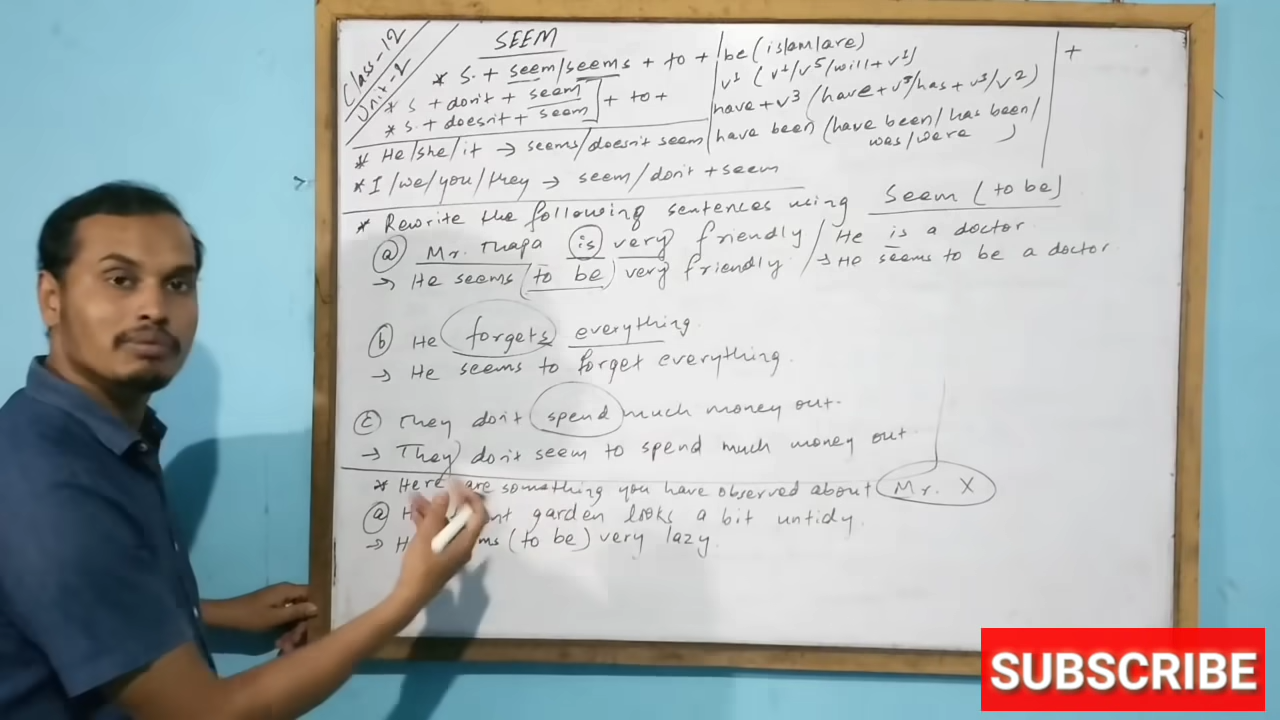 Class-12
Unit-2
SEEM
* S. + seem/seems + to +
* S + don't + seem
* S. + doesn't + seem
] + to +
be (is/am/are)
v¹ (v¹/v⁵/will+v¹)
have + v³ (have+v³/has+v³/v²)
have been (have been/has been/
was/were )
+
* He/she/it → seems/doesn't seem
* I/we/you/they → seem/don't + seem
* Rewrite the following sentences using Seem (to be)
(a) Mr. Thapa is very friendly / He is a doctor.
→ He seems (to be) very friendly. / → He seems to be a doctor
(b) He forgets everything.
→ He seems to forget everything.
(c) They don't spend much money out.
→ They don't seem to spend much money out.
* Here are something you have observed about Mr. X
(a) garden looks a bit untidy.
→ (to be) very lazy.
SUBSCRIBE